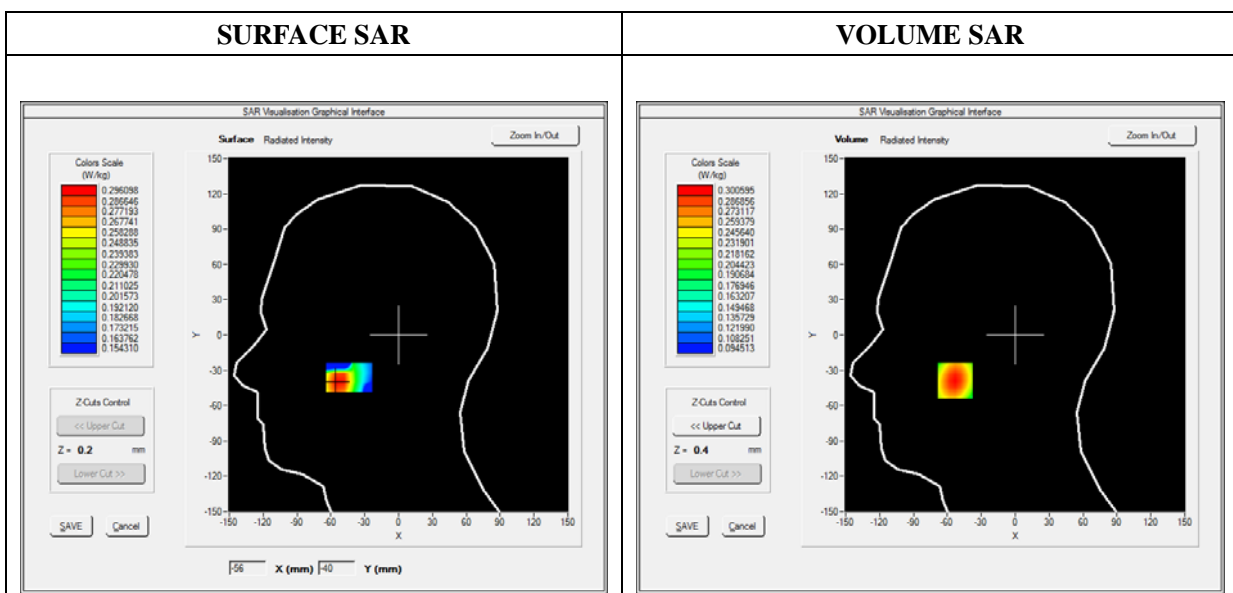 SURFACE SAR
VOLUME SAR
SAR Visualisation Graphical Interface
Surface Radiated Intensity
Zoom In/Out
Colors Scale
(W/kg)
0.296098
0.286646
0.277193
0.267741
0.258288
0.248835
0.239383
0.229930
0.220478
0.211025
0.201573
0.192120
0.182668
0.173215
0.163762
0.154310
Z-Cuts Control
<< Upper Cut
Z = 0.2 mm
Lower Cut >>
SAVE Cancel
150
120
90
60
30
Y 0
-30
-60
-90
-120
-150
-150 -120 -90 -60 -30 0 30 60 90 120 150
X
-56 X (mm) -40 Y (mm)
SAR Visualisation Graphical Interface
Volume Radiated Intensity
Zoom In/Out
Colors Scale
(W/kg)
0.300595
0.286856
0.273117
0.259379
0.245640
0.231901
0.218162
0.204423
0.190684
0.176946
0.163207
0.149468
0.135729
0.121990
0.108251
0.094513
Z-Cuts Control
<< Upper Cut
Z = 0.4 mm
Lower Cut >>
SAVE Cancel
150
120
90
60
30
Y 0
-30
-60
-90
-120
-150
-150 -120 -90 -60 -30 0 30 60 90 120 150
X